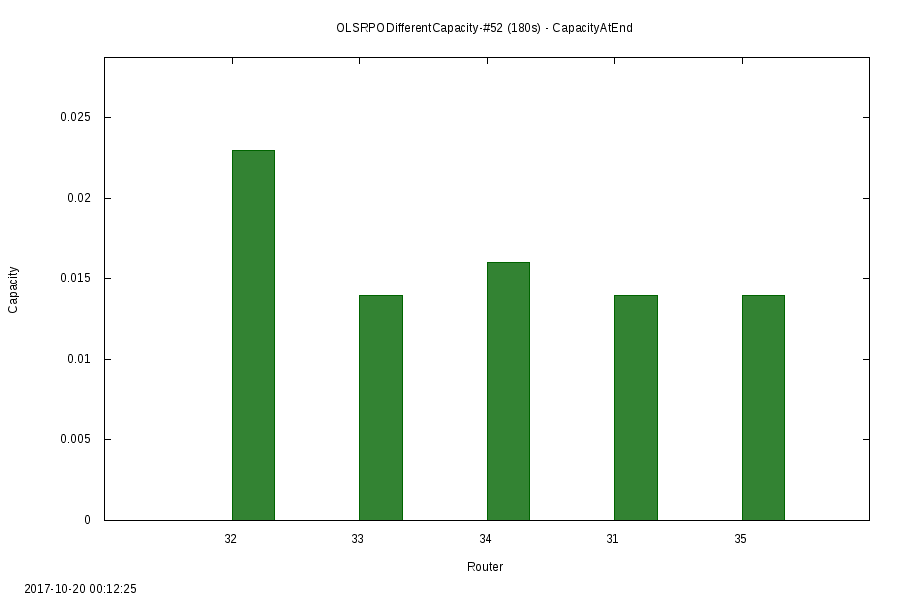 OLSRPODifferentCapacity-#52 (180s) - CapacityAtEnd
0.025
0.02
0.015
0.01
0.005
0
Capacity
32 33 34 31 35
Router
2017-10-20 00:12:25